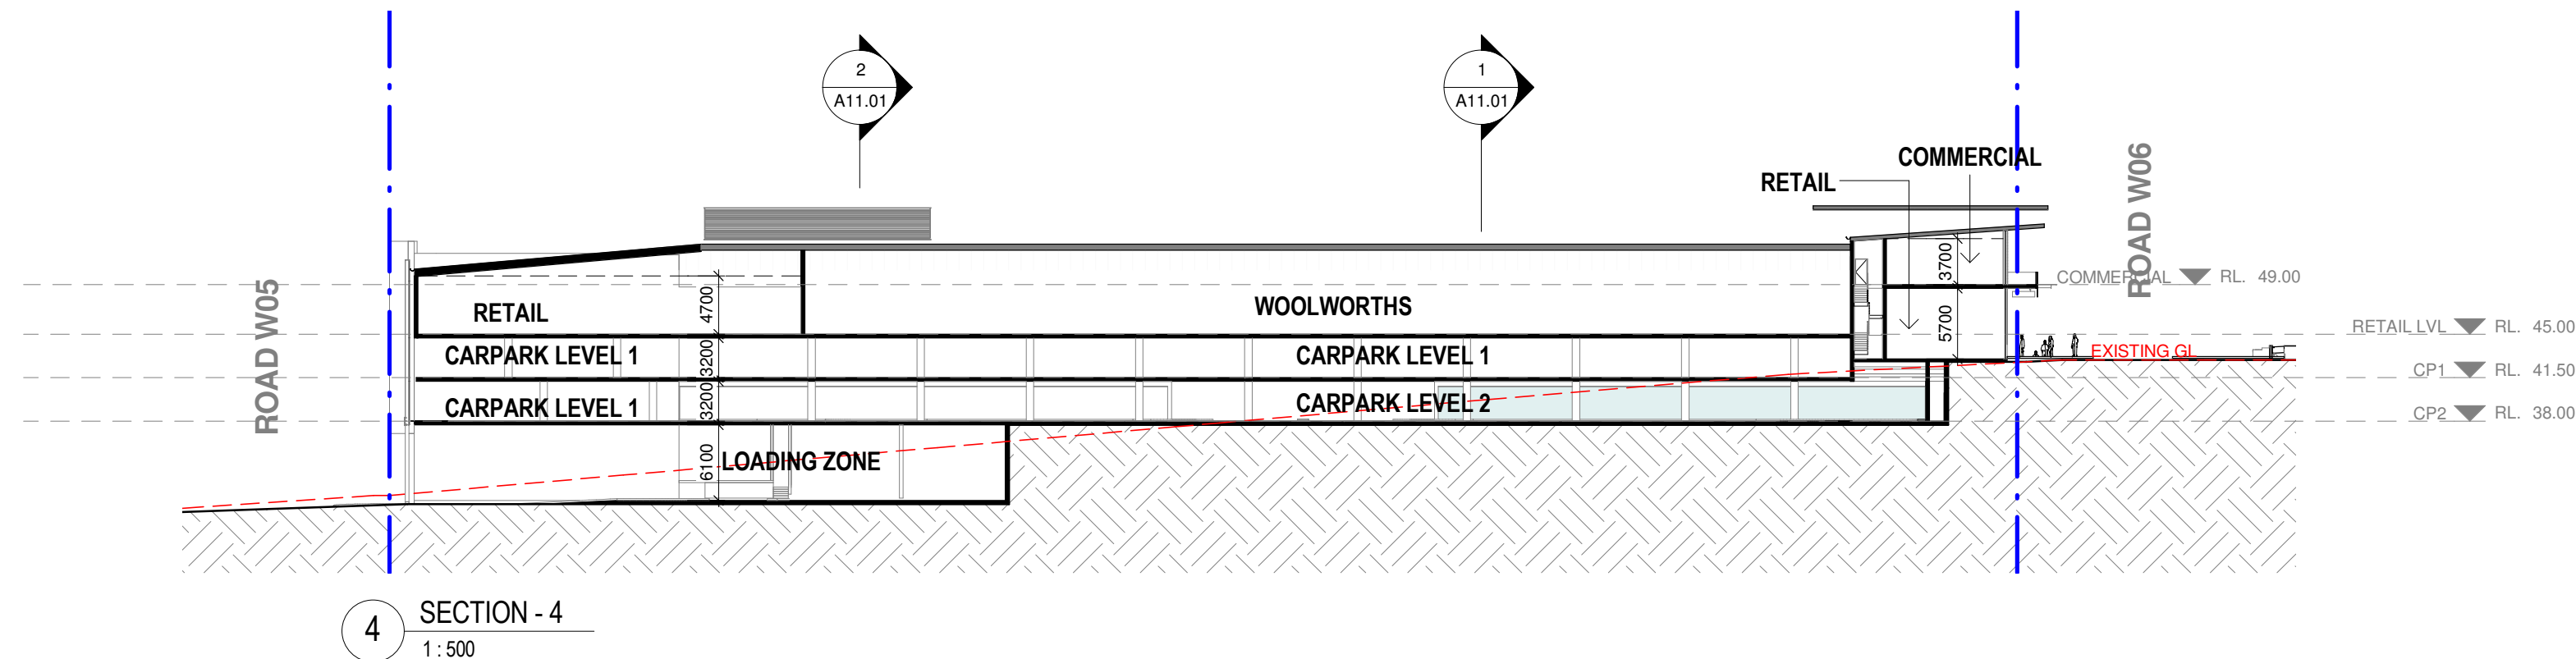 2
A11.01
1
A11.01
COMMERCIAL
RETAIL
ROAD W06
3700
COMMERCIAL RL. 49.00
ROAD W05
4700
RETAIL
WOOLWORTHS
5700
RETAIL LVL RL. 45.00
CARPARK LEVEL 1
3200
CARPARK LEVEL 1
EXISTING GL
CP1 RL. 41.50
CARPARK LEVEL 1
3200
CARPARK LEVEL 2
CP2 RL. 38.00
6100
LOADING ZONE
4
SECTION - 4
1 : 500